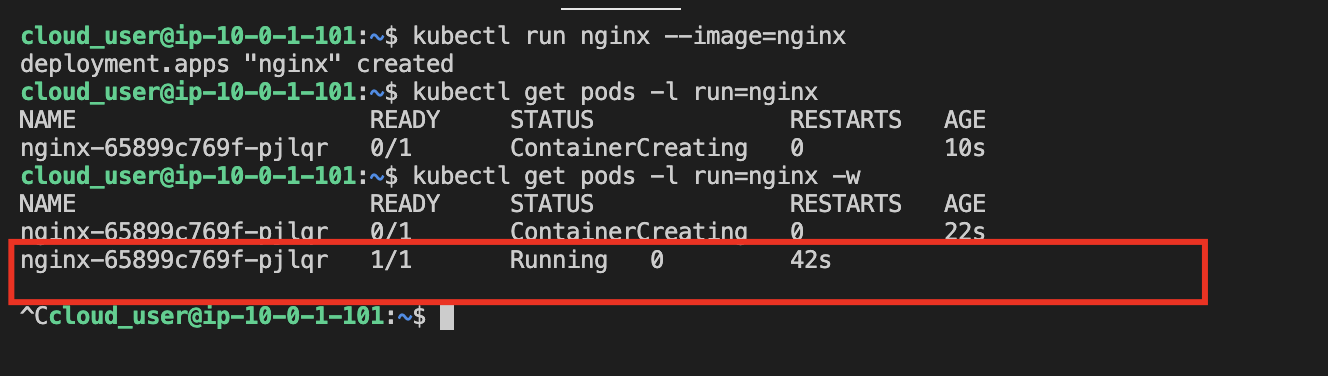 cloud_user@ip-10-0-1-101:~$ kubectl run nginx --image=nginx
deployment.apps "nginx" created
cloud_user@ip-10-0-1-101:~$ kubectl get pods -l run=nginx
NAME                     READY     STATUS              RESTARTS   AGE
nginx-65899c769f-pjlqr   0/1       ContainerCreating   0          10s
cloud_user@ip-10-0-1-101:~$ kubectl get pods -l run=nginx -w
NAME                     READY     STATUS              RESTARTS   AGE
nginx-65899c769f-pjlqr   0/1       ContainerCreating   0          22s
nginx-65899c769f-pjlqr   1/1       Running   0         42s
^Ccloud_user@ip-10-0-1-101:~$